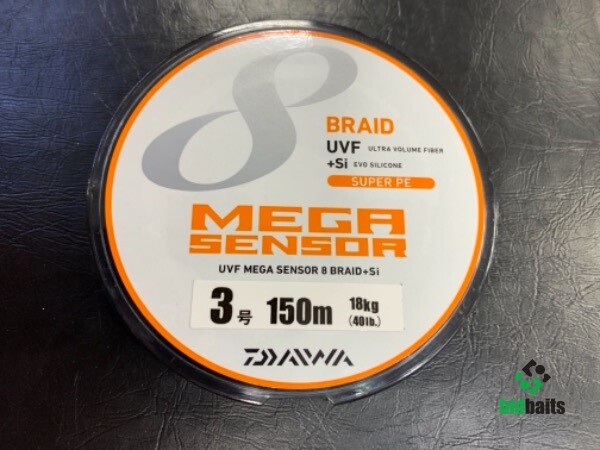 8
BRAID
UVF ULTRA VOLUME FIBER
+Si EVO SILICONE
SUPER PE
MEGA
SENSOR
UVF MEGA SENSOR 8 BRAID+Si
3号 150m 18kg
(40lb.)
DAIWA
bidbaits